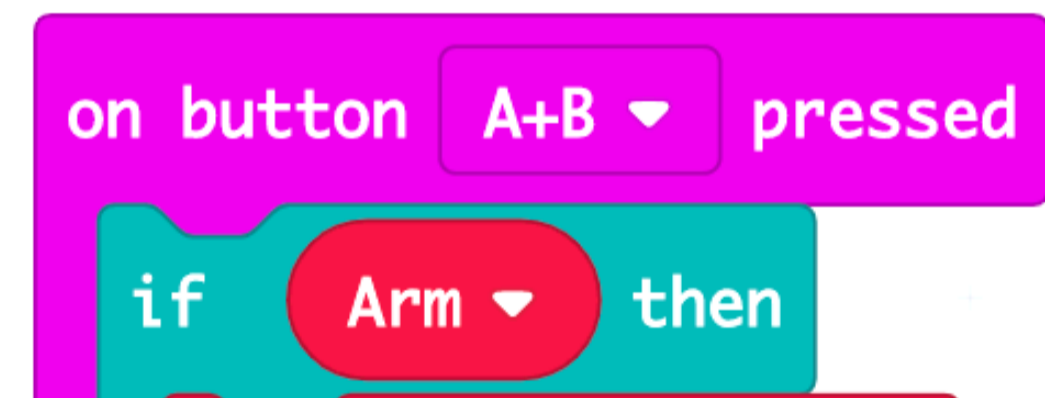 on button A+B pressed
if Arm then